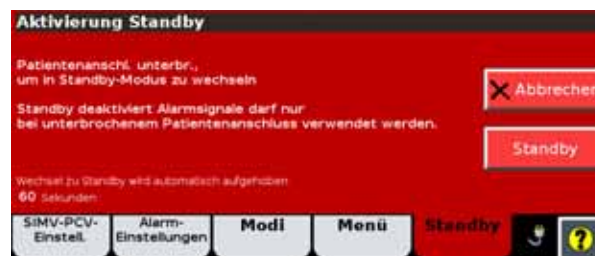 Aktivierung Standby
Patientenanschl. unterbr.,
um in Standby-Modus zu wechseln
Standby deaktiviert Alarmsignale darf nur
bei unterbrochenem Patientenanschluss verwendet werden.
Abbrechen
Standby
Wechsel zu Standby wird automatisch aufgehoben
60 Sekunden
SIMV-PCV-
Einstell.
Alarm-
Einstellungen
Modi
Menü
Standby
?